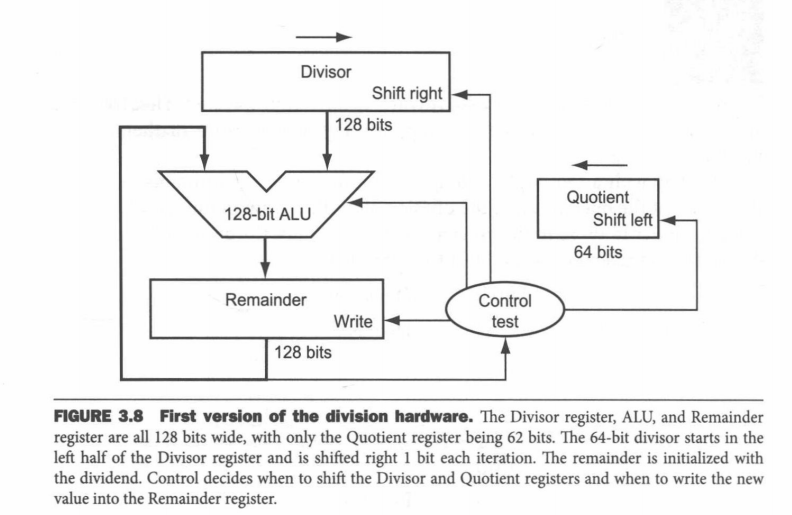 Divisor
Shift right
128 bits
Quotient
Shift left
128-bit ALU
64 bits
Remainder
Control
Write
test
128 bits
FIGURE 3.8 First version of the division hardware. The Divisor register, ALU, and Remainder
register are all 128 bits wide, with only the Quotient register being 62 bits. The 64-bit divisor starts in the
left half of the Divisor register and is shifted right 1 bit each iteration. The remainder is initialized with
the dividend. Control decides when to shift the Divisor and Quotient registers and when to write the new
value into the Remainder register.